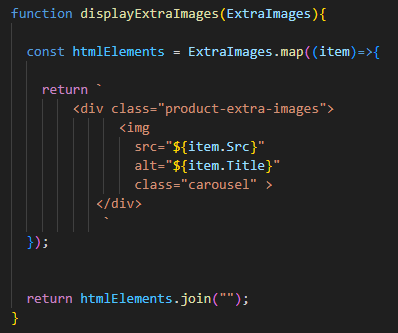 function displayExtraImages(ExtraImages){
const htmlElements = ExtraImages.map((item)=>{
return `
<div class="product-extra-images">
<img
src="${item.Src}"
alt="${item.Title}"
class="carousel" >
</div>
`
});
return htmlElements.join("");
}